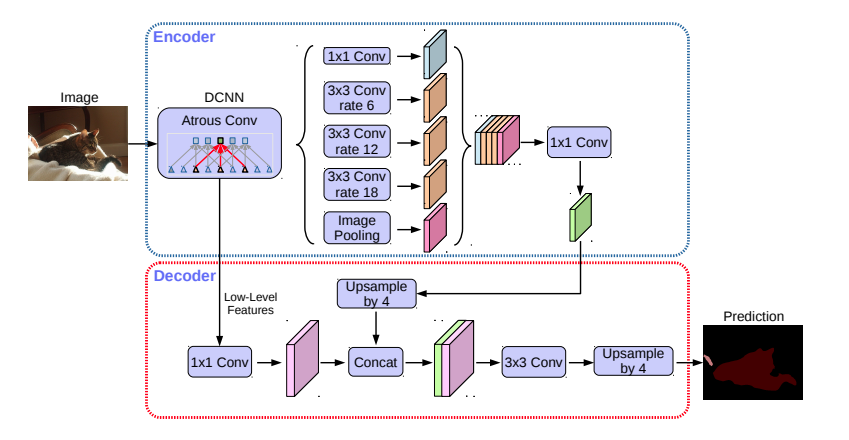 Encoder
Image
DCNN
Atrous Conv
1x1 Conv
3x3 Conv
rate 6
3x3 Conv
rate 12
3x3 Conv
rate 18
Image
Pooling
1x1 Conv
Decoder
Low-Level
Features
Upsample
by 4
1x1 Conv
Concat
3x3 Conv
Upsample
by 4
Prediction